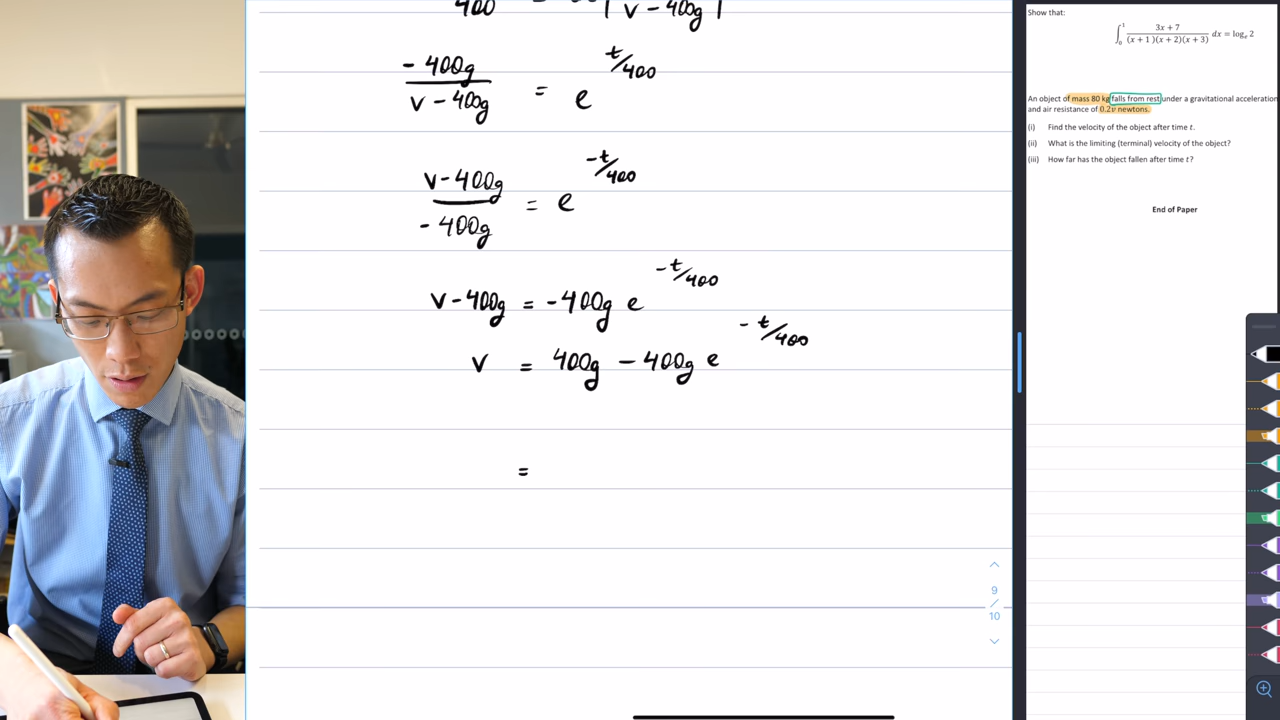 400 = | v - 400g |
- 400g / v - 400g = e^(t/400)
v - 400g / - 400g = e^(-t/400)
v - 400g = - 400g e^(-t/400)
v = 400g - 400g e^(-t/400)
=
9
/
10
Show that:
∫₀¹ 3x + 7 / (x + 1)(x + 2)(x + 3) dx = logₑ 2
An object of mass 80 kg falls from rest under a gravitational acceleration
and air resistance of 0.2v newtons.
(i) Find the velocity of the object after time t.
(ii) What is the limiting (terminal) velocity of the object?
(iii) How far has the object fallen after time t?
End of Paper